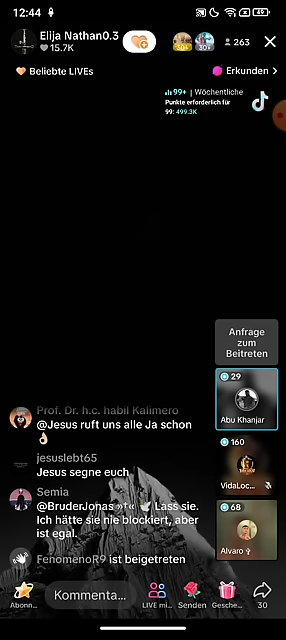 12:44
49
Elija Nathan0.3
15.7K
30+
30+
263
Beliebte LIVEs
Erkunden >
99+ | Wöchentliche
Punkte erforderlich für
99: 499.3K
Anfrage
zum
Beitreten
29
Abu Khanjar
160
VidaLoc...
68
Alvaro
Prof. Dr. h.c. habil Kalimero
@Jesus ruft uns alle Ja schon
👌🏻
jesuslebt65
Jesus segne euch
Semia
@BruderJonas »†« 🕊 Lass sie.
Ich hätte sie nie blockiert, aber
ist egal.
FenomenoR9 ist beigetreten
Kommenta...
Abonn...
LIVE mi...
Senden
Gesche...
30